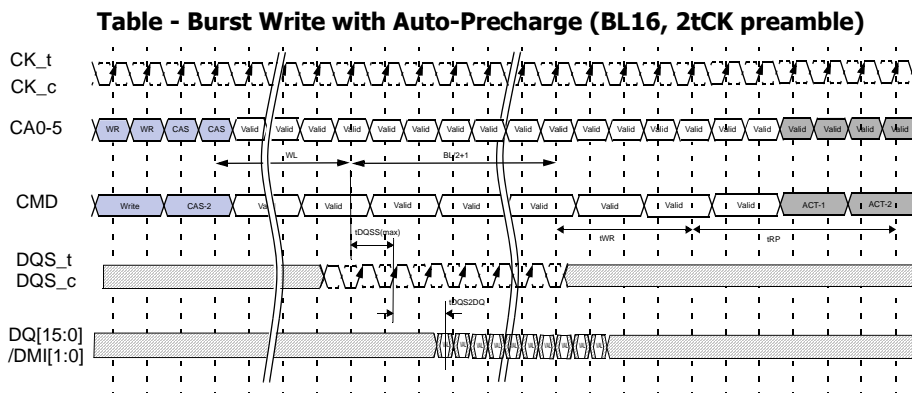 Table - Burst Write with Auto-Precharge (BL16, 2tCK preamble)
CK_t
CK_c
CA0-5
WR WR CAS CAS Valid Valid Valid Valid Valid Valid Valid Valid Valid Valid Valid Valid Valid Valid Valid Valid Valid Valid Valid Valid
WL BL/2+1
CMD
Write CAS-2 Valid Valid Valid Valid Valid Valid Valid ACT-1 ACT-2
tDQSS(max) tWR tRP
DQS_t
DQS_c
tDQS2DQ
DQ[15:0]
/DMI[1:0]